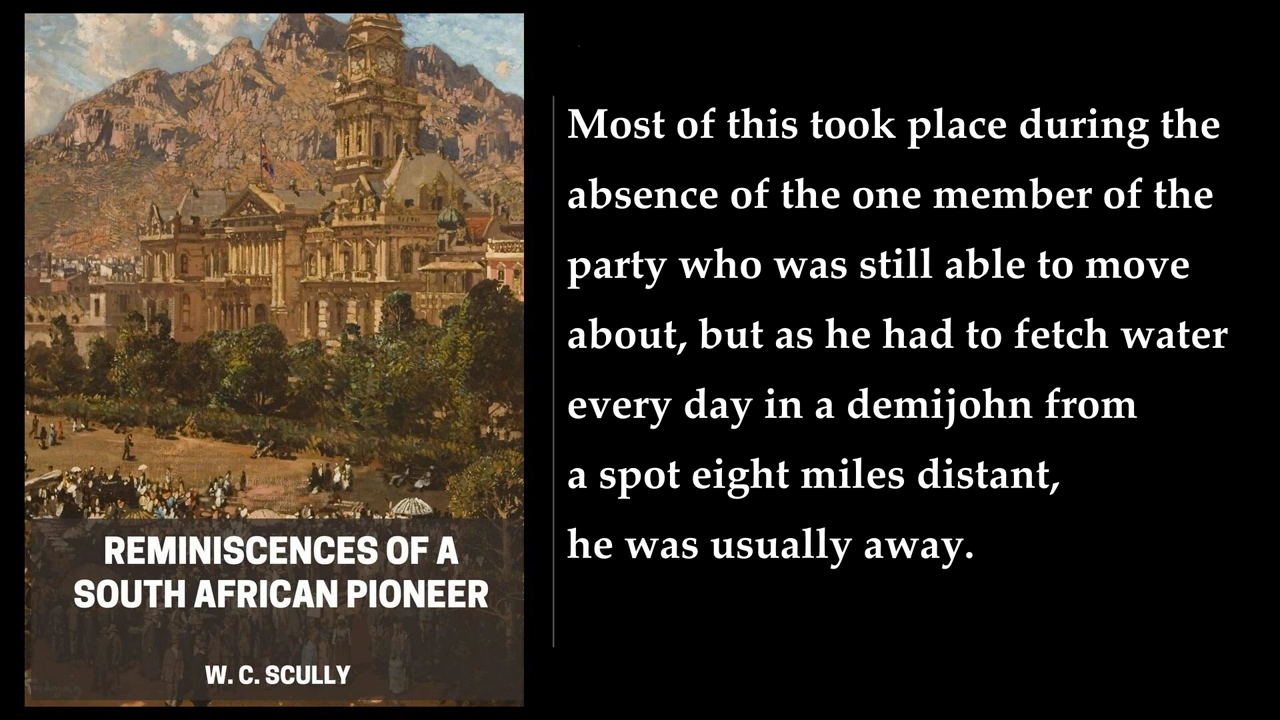 REMINISCENCES OF A
SOUTH AFRICAN PIONEER
W. C. SCULLY
Most of this took place during the
absence of the one member of the
party who was still able to move
about, but as he had to fetch water
every day in a demijohn from
a spot eight miles distant,
he was usually away.